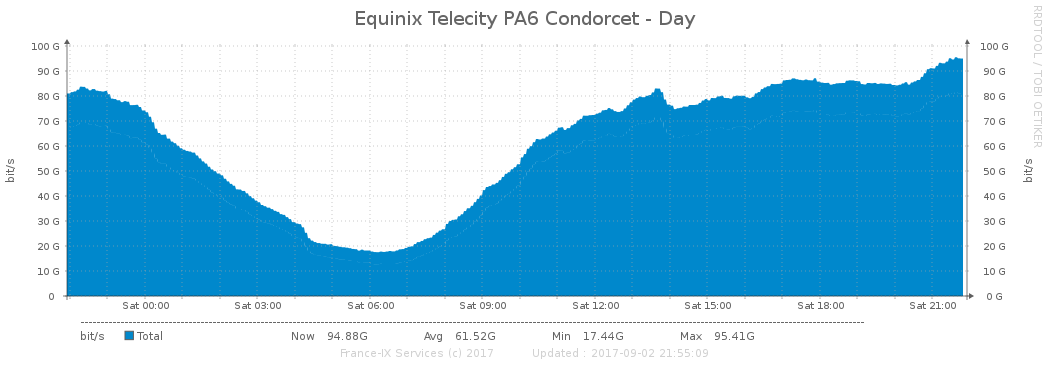 Equinix Telecity PA6 Condorcet - Day
RRDTOOL / TOBI OETIKER
100 G 100 G
90 G 90 G
80 G 80 G
70 G 70 G
60 G 60 G
50 G 50 G
40 G 40 G
30 G 30 G
20 G 20 G
10 G 10 G
0 0 G
bit/s bit/s
Sat 00:00 Sat 03:00 Sat 06:00 Sat 09:00 Sat 12:00 Sat 15:00 Sat 18:00 Sat 21:00
bit/s Total Now 94.88G Avg 61.52G Min 17.44G Max 95.41G
France-IX Services (c) 2017 Updated : 2017-09-02 21:55:09